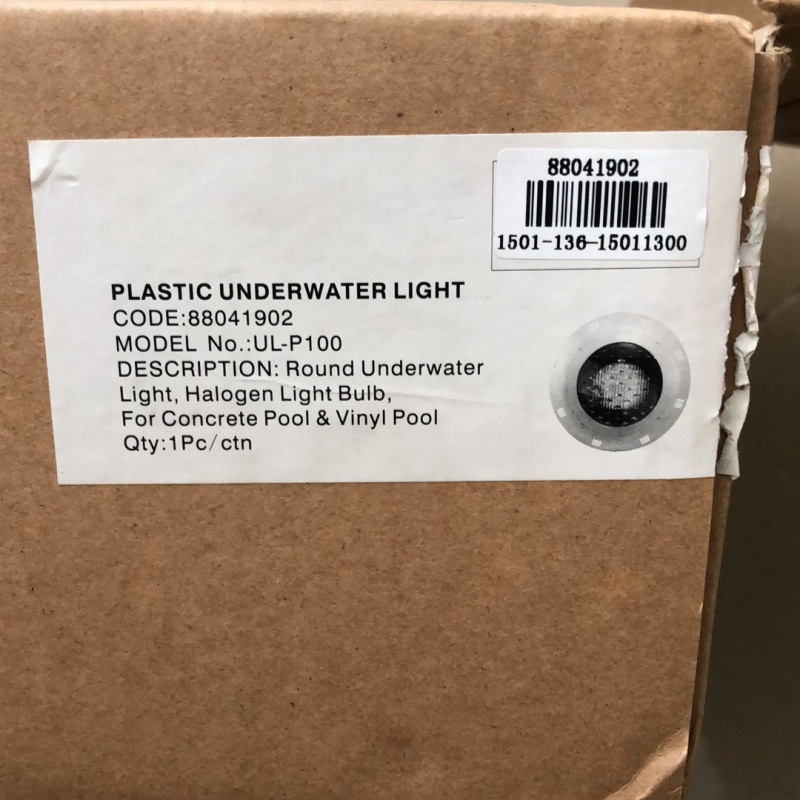 88041902
1501-136-15011300
PLASTIC UNDERWATER LIGHT
CODE:88041902
MODEL No.:UL-P100
DESCRIPTION: Round Underwater
Light, Halogen Light Bulb,
For Concrete Pool & Vinyl Pool
Qty:1Pc/ctn